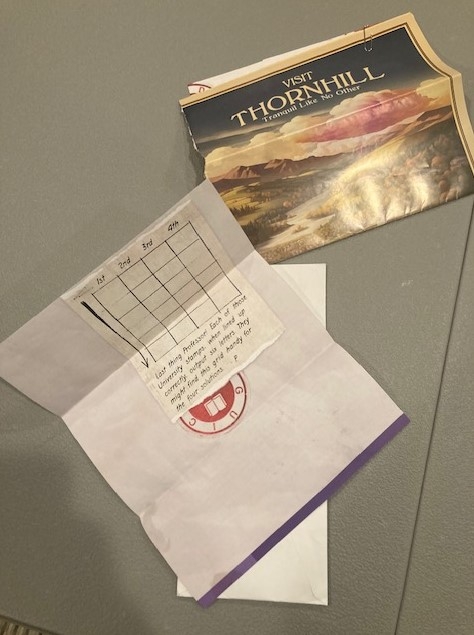 VISIT
THORNHILL
Tranquil Like No Other
1st 2nd 3rd 4th
Last thing Professor! Each of those
University stamps, when lined up
correctly, output six letters. They
might find this grid handy for
the four solutions. P
G U I C